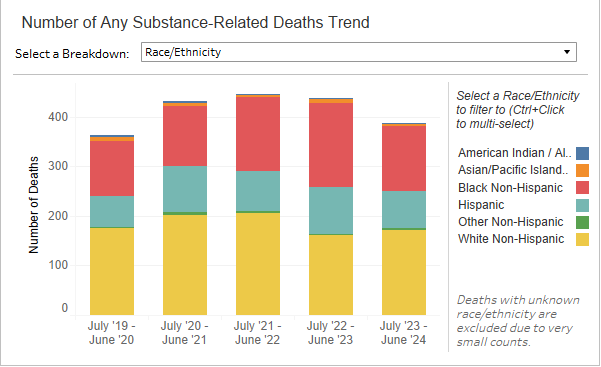 Number of Any Substance-Related Deaths Trend
Select a Breakdown: Race/Ethnicity
Select a Race/Ethnicity
to filter to (Ctrl+Click
to multi-select)
American Indian / Al..
Asian/Pacific Island..
Black Non-Hispanic
Hispanic
Other Non-Hispanic
White Non-Hispanic
Deaths with unknown
race/ethnicity are
excluded due to very
small counts.
Number of Deaths
400
300
200
100
0
July '19 - July '20 - July '21 - July '22 - July '23 -
June '20 June '21 June '22 June '23 June '24